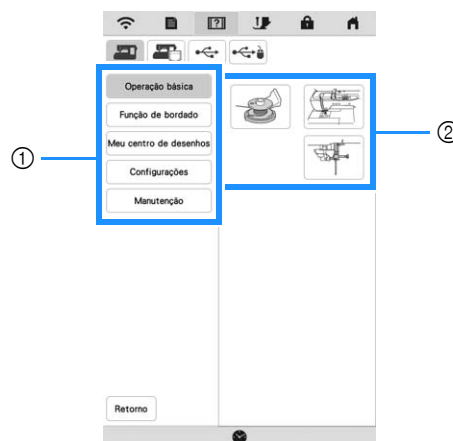 Operação básica
Função de bordado
Meu centro de desenhos
Configurações
Manutenção
①
②
Retorno